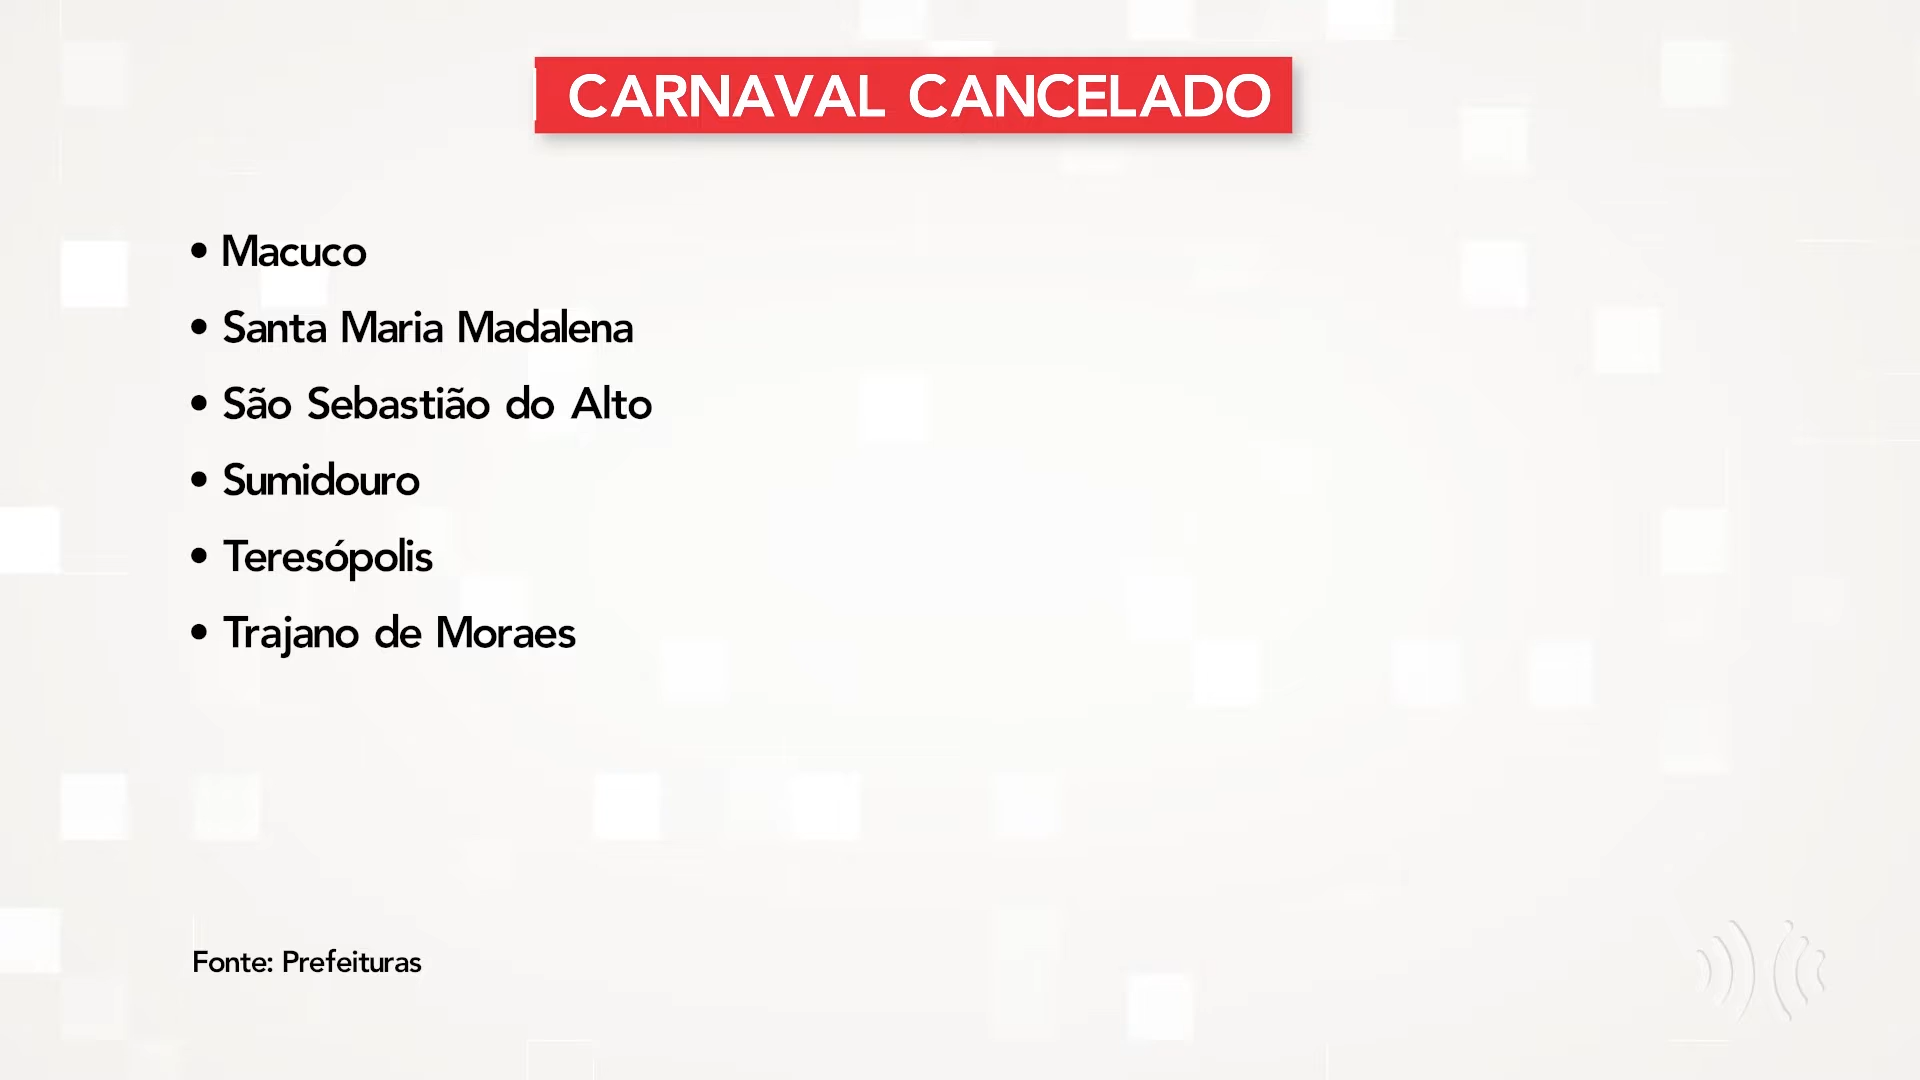 CARNAVAL CANCELADO
• Macuco
• Santa Maria Madalena
• São Sebastião do Alto
• Sumidouro
• Teresópolis
• Trajano de Moraes
Fonte: Prefeituras